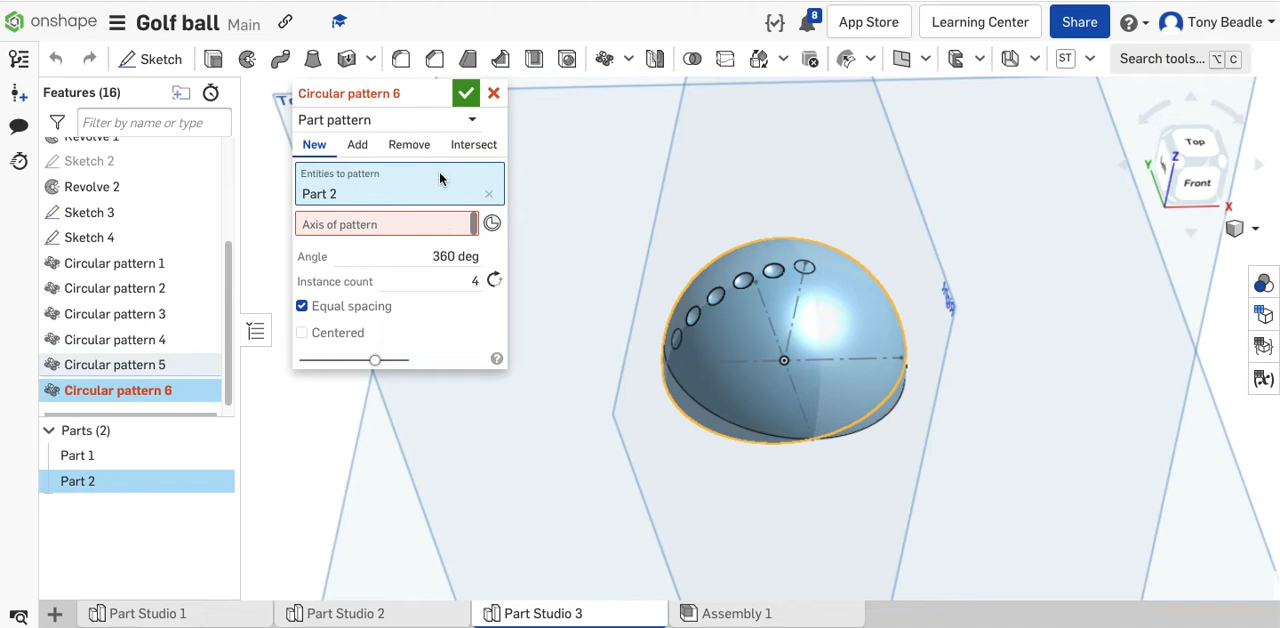 onshape Golf ball Main 8 App Store Learning Center Share Tony Beadle
Sketch ST Search tools... ⌥ C
Features (16)
Filter by name or type
Revolve 1
Sketch 2
Revolve 2
Sketch 3
Sketch 4
Circular pattern 1
Circular pattern 2
Circular pattern 3
Circular pattern 4
Circular pattern 5
Circular pattern 6
Parts (2)
Part 1
Part 2
Circular pattern 6
Part pattern
New Add Remove Intersect
Entities to pattern
Part 2
Axis of pattern
Angle 360 deg
Instance count 4
Equal spacing
Centered
Top
Z
Y
Front
X
Part Studio 1 Part Studio 2 Part Studio 3 Assembly 1